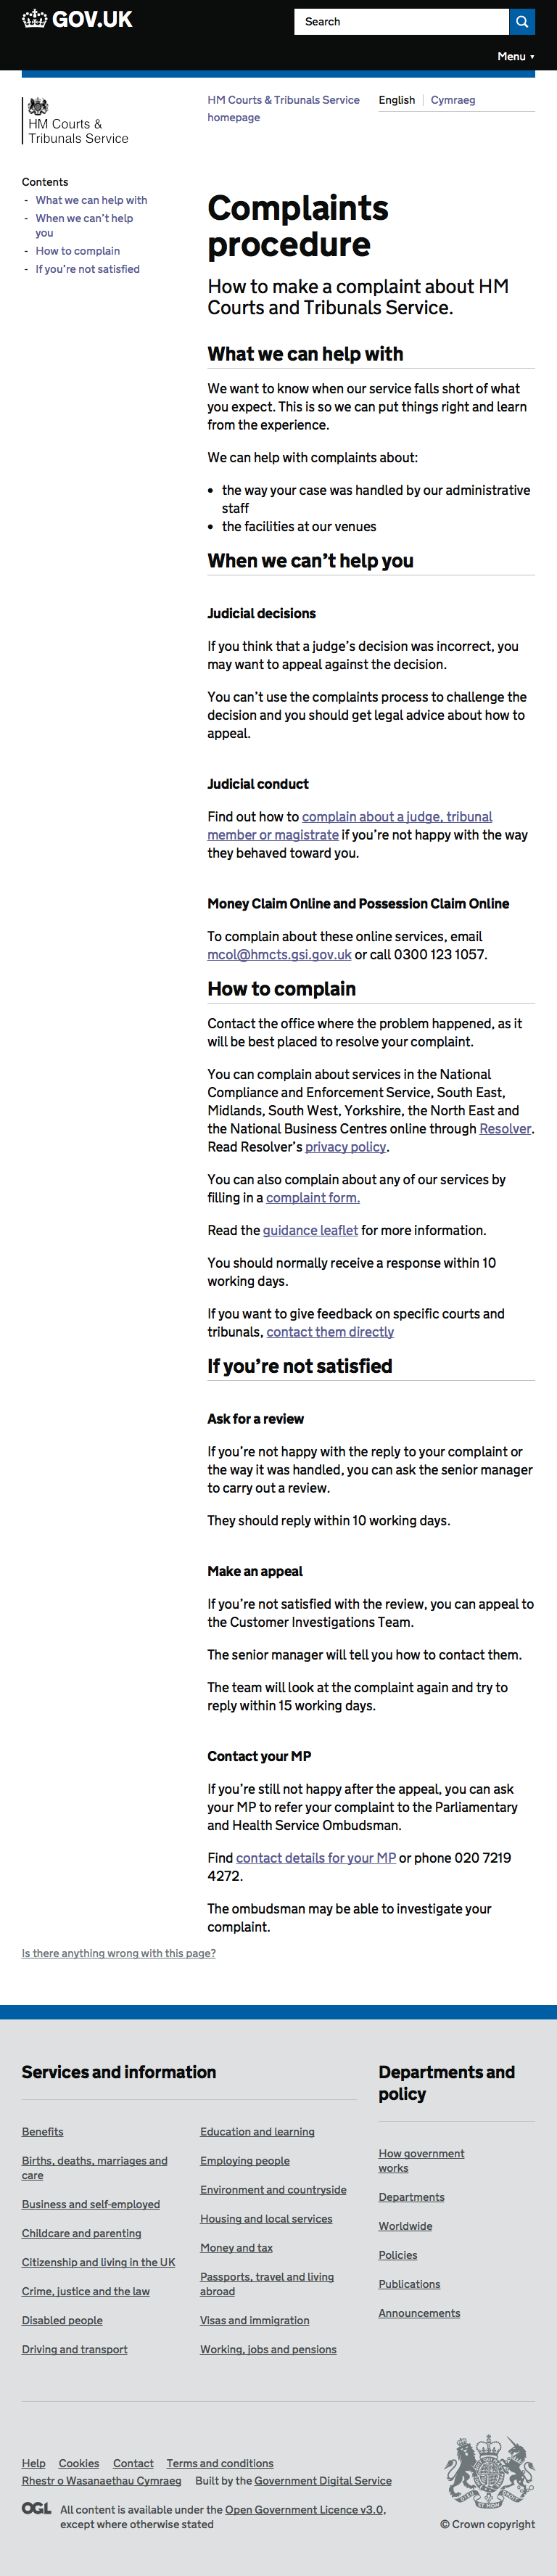 GOV.UK
Search
Menu ▼
HM Courts &
Tribunals Service
HM Courts & Tribunals Service
homepage
English
Cymraeg
Contents
- What we can help with
- When we can't help
you
- How to complain
- If you're not satisfied
Complaints
procedure
How to make a complaint about HM
Courts and Tribunals Service.
What we can help with
We want to know when our service falls short of what
you expect. This is so we can put things right and learn
from the experience.
We can help with complaints about:
• the way your case was handled by our administrative
staff
• the facilities at our venues
When we can't help you
Judicial decisions
If you think that a judge's decision was incorrect, you
may want to appeal against the decision.
You can't use the complaints process to challenge the
decision and you should get legal advice about how to
appeal.
Judicial conduct
Find out how to complain about a judge, tribunal
member or magistrate if you're not happy with the way
they behaved toward you.
Money Claim Online and Possession Claim Online
To complain about these online services, email
mcol@hmcts.gsi.gov.uk or call 0300 123 1057.
How to complain
Contact the office where the problem happened, as it
will be best placed to resolve your complaint.
You can complain about services in the National
Compliance and Enforcement Service, South East,
Midlands, South West, Yorkshire, the North East and
the National Business Centres online through Resolver.
Read Resolver's privacy policy.
You can also complain about any of our services by
filling in a complaint form.
Read the guidance leaflet for more information.
You should normally receive a response within 10
working days.
If you want to give feedback on specific courts and
tribunals, contact them directly
If you're not satisfied
Ask for a review
If you're not happy with the reply to your complaint or
the way it was handled, you can ask the senior manager
to carry out a review.
They should reply within 10 working days.
Make an appeal
If you're not satisfied with the review, you can appeal to
the Customer Investigations Team.
The senior manager will tell you how to contact them.
The team will look at the complaint again and try to
reply within 15 working days.
Contact your MP
If you're still not happy after the appeal, you can ask
your MP to refer your complaint to the Parliamentary
and Health Service Ombudsman.
Find contact details for your MP or phone 020 7219
4272.
The ombudsman may be able to investigate your
complaint.
Is there anything wrong with this page?
Services and information
Benefits
Births, deaths, marriages and
care
Business and self-employed
Childcare and parenting
Citizenship and living in the UK
Crime, justice and the law
Disabled people
Driving and transport
Education and learning
Employing people
Environment and countryside
Housing and local services
Money and tax
Passports, travel and living
abroad
Visas and immigration
Working, jobs and pensions
Departments and
policy
How government
works
Departments
Worldwide
Policies
Publications
Announcements
Help Cookies Contact Terms and conditions
Rhestr o Wasanaethau Cymraeg Built by the Government Digital Service
OGL
All content is available under the Open Government Licence v3.0,
except where otherwise stated
© Crown copyright